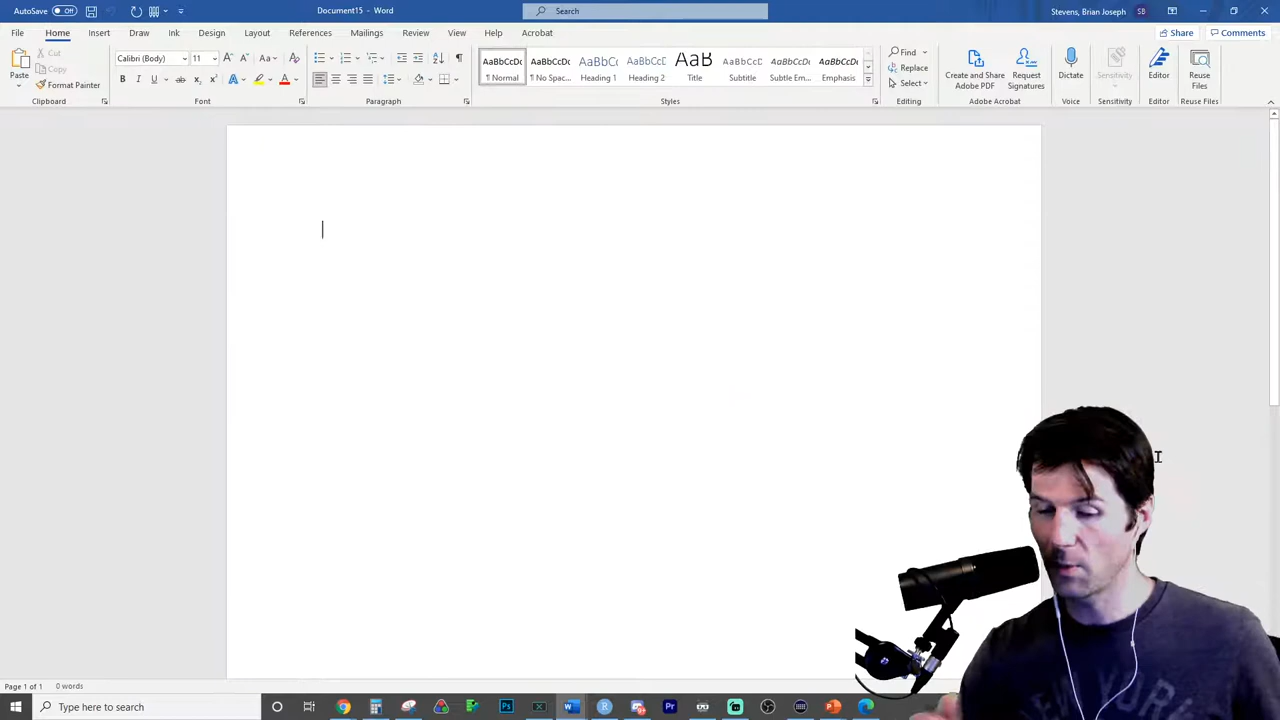 AutoSave Off Document15 - Word Search Stevens, Brian Joseph SB
File Home Insert Draw Design Layout References Mailings Review View Help Acrobat Share Comments
Paste Cut Copy Format Painter
Calibri (Body) 11
AaBbCcDc AaBbCcDc AaBbCc AaBbCcD AaB AaBbCcD AaBbCcDc AaBbCcDc
¶ Normal ¶ No Spac... Heading 1 Heading 2 Title Subtitle Subtle Em... Emphasis
Find
Replace
Select
Create and Share Adobe PDF
Request Signatures
Dictate
Sensitivity
Editor
Reuse Files
Clipboard Font Paragraph Styles Editing Adobe Acrobat Voice Sensitivity Editor Reuse Files
NEW YORK
Page 1 of 1 0 words
Type here to search